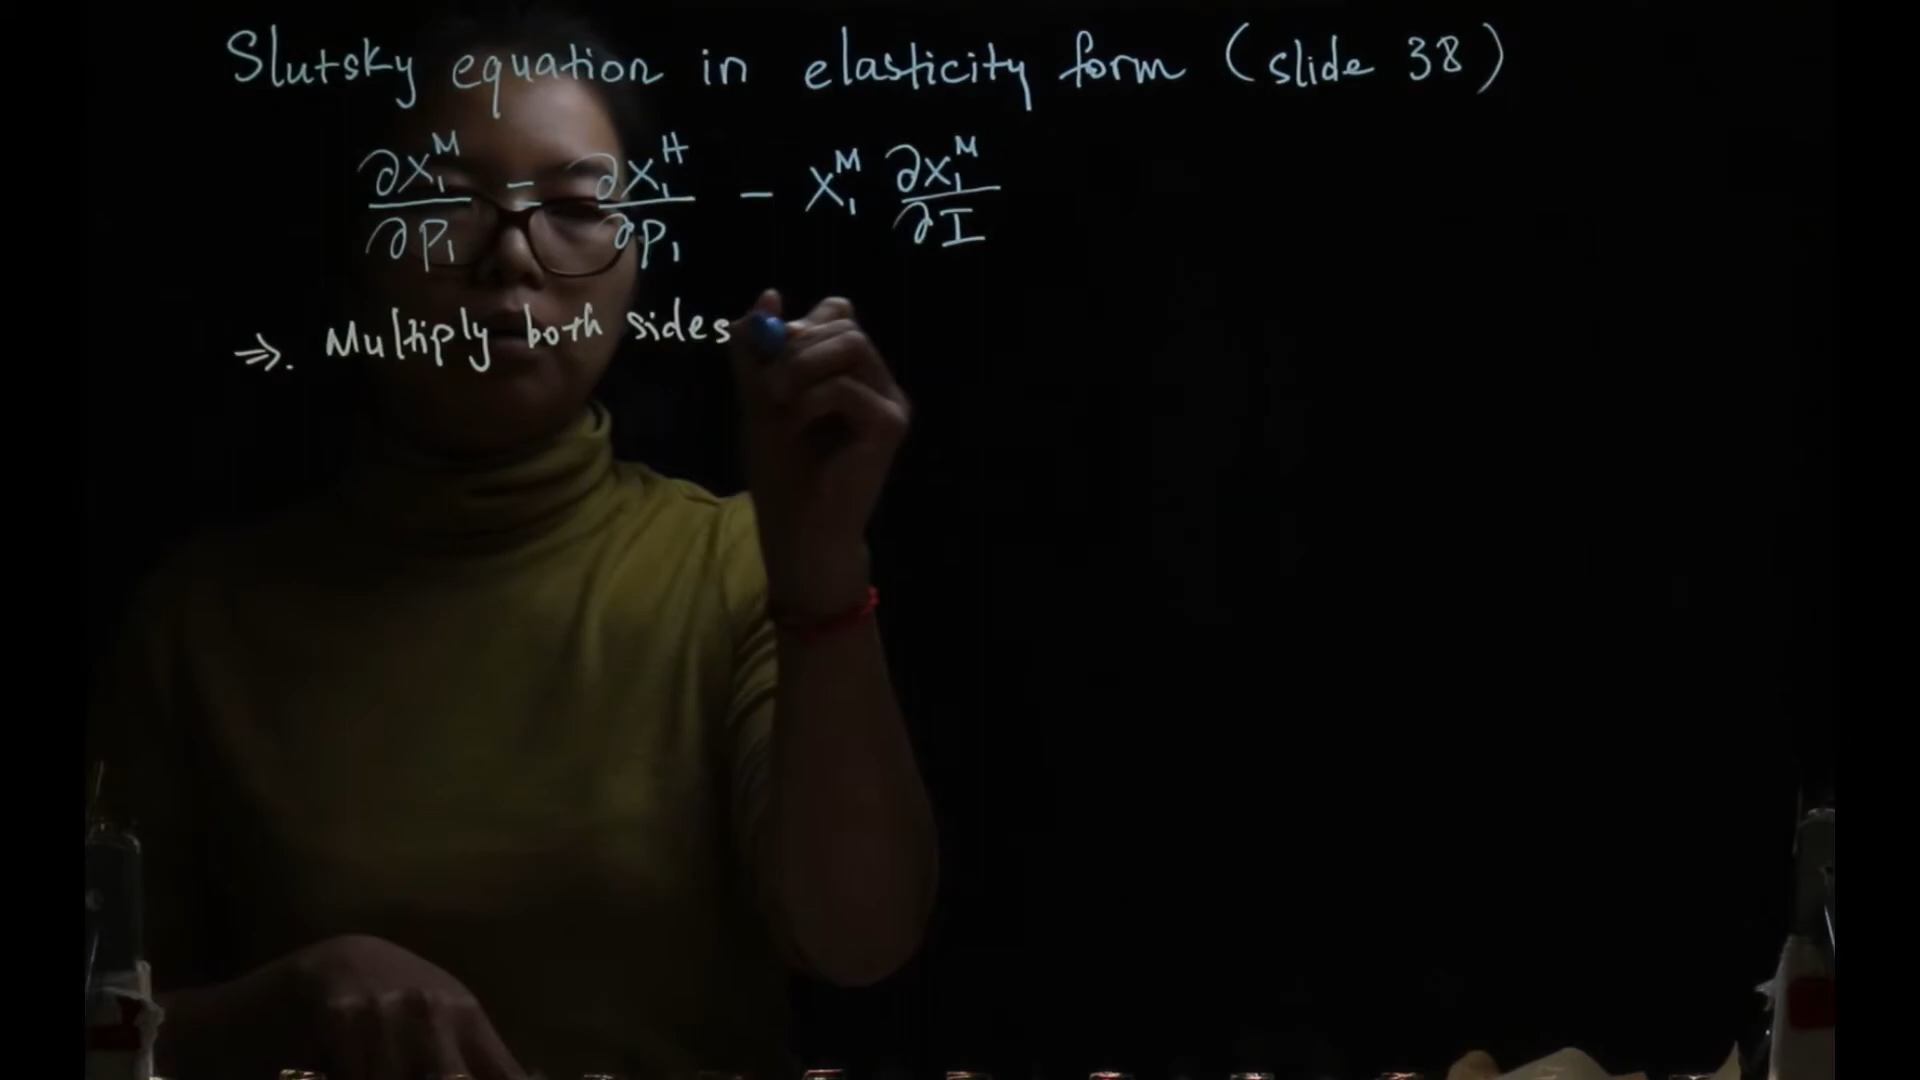 Slutsky equation in elasticity form (slide 38)
∂X₁ᴹ/∂P₁ = ∂X₁ᴴ/∂P₁ - X₁ᴹ ∂X₁ᴹ/∂I
⇒. Multiply both sides